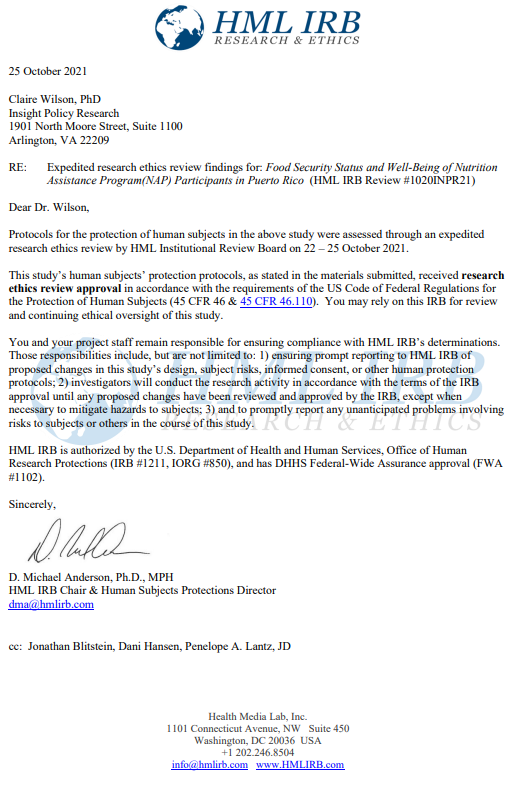 HML IRB
RESEARCH & ETHICS
25 October 2021
Claire Wilson, PhD
Insight Policy Research
1901 North Moore Street, Suite 1100
Arlington, VA 22209
RE: Expedited research ethics review findings for: Food Security Status and Well-Being of Nutrition
Assistance Program(NAP) Participants in Puerto Rico (HML IRB Review #1020INPR21)
Dear Dr. Wilson,
Protocols for the protection of human subjects in the above study were assessed through an expedited
research ethics review by HML Institutional Review Board on 22 – 25 October 2021.
This study's human subjects' protection protocols, as stated in the materials submitted, received research
ethics review approval in accordance with the requirements of the US Code of Federal Regulations for
the Protection of Human Subjects (45 CFR 46 & 45 CFR 46.110). You may rely on this IRB for review
and continuing ethical oversight of this study.
You and your project staff remain responsible for ensuring compliance with HML IRB's determinations.
Those responsibilities include, but are not limited to: 1) ensuring prompt reporting to HML IRB of
proposed changes in this study's design, subject risks, informed consent, or other human protection
protocols; 2) investigators will conduct the research activity in accordance with the terms of the IRB
approval until any proposed changes have been reviewed and approved by the IRB, except when
necessary to mitigate hazards to subjects; 3) and to promptly report any unanticipated problems involving
risks to subjects or others in the course of this study.
HML IRB
RESEARCH & ETHICS
HML IRB is authorized by the U.S. Department of Health and Human Services, Office of Human
Research Protections (IRB #1211, IORG #850), and has DHHS Federal-Wide Assurance approval (FWA
#1102).
Sincerely,
D. Michael Anderson, Ph.D., MPH
HML IRB Chair & Human Subjects Protections Director
dma@hmlirb.com
cc: Jonathan Blitstein, Dani Hansen, Penelope A. Lantz, JD
Health Media Lab, Inc.
1101 Connecticut Avenue, NW Suite 450
Washington, DC 20036 USA
+1 202.246.8504
info@hmlirb.com www.HMLIRB.com